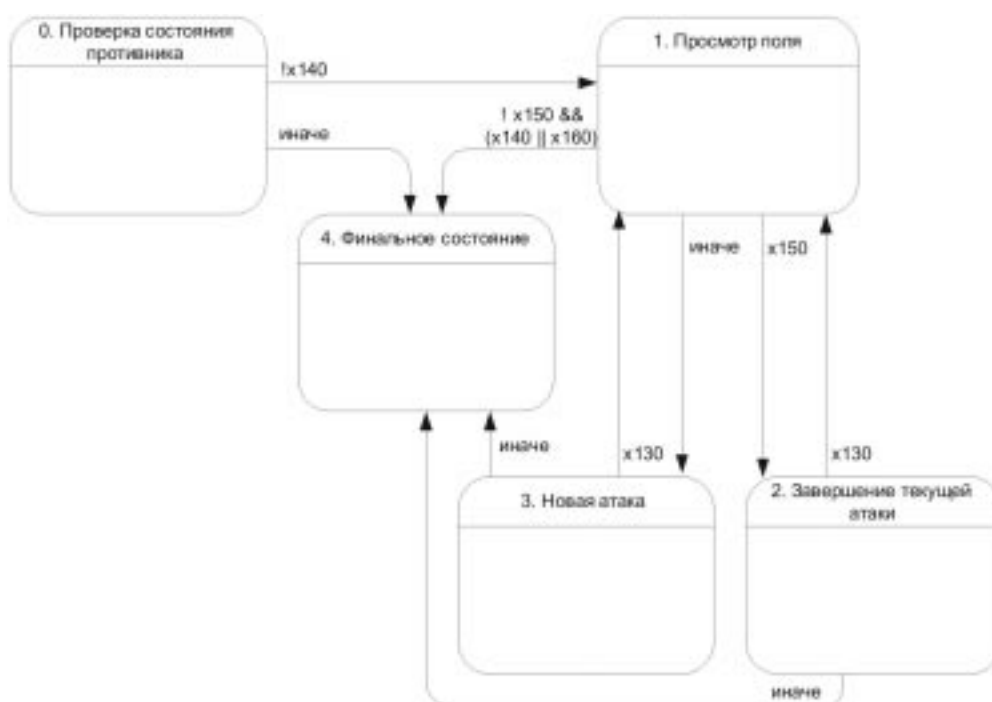 0. Проверка состояния
противника
1. Просмотр поля
!x140
! x150 &&
(x140 || x160)
иначе
4. Финальное состояние
иначе
x150
иначе
x130
x130
3. Новая атака
2. Завершение текущей
атаки
иначе